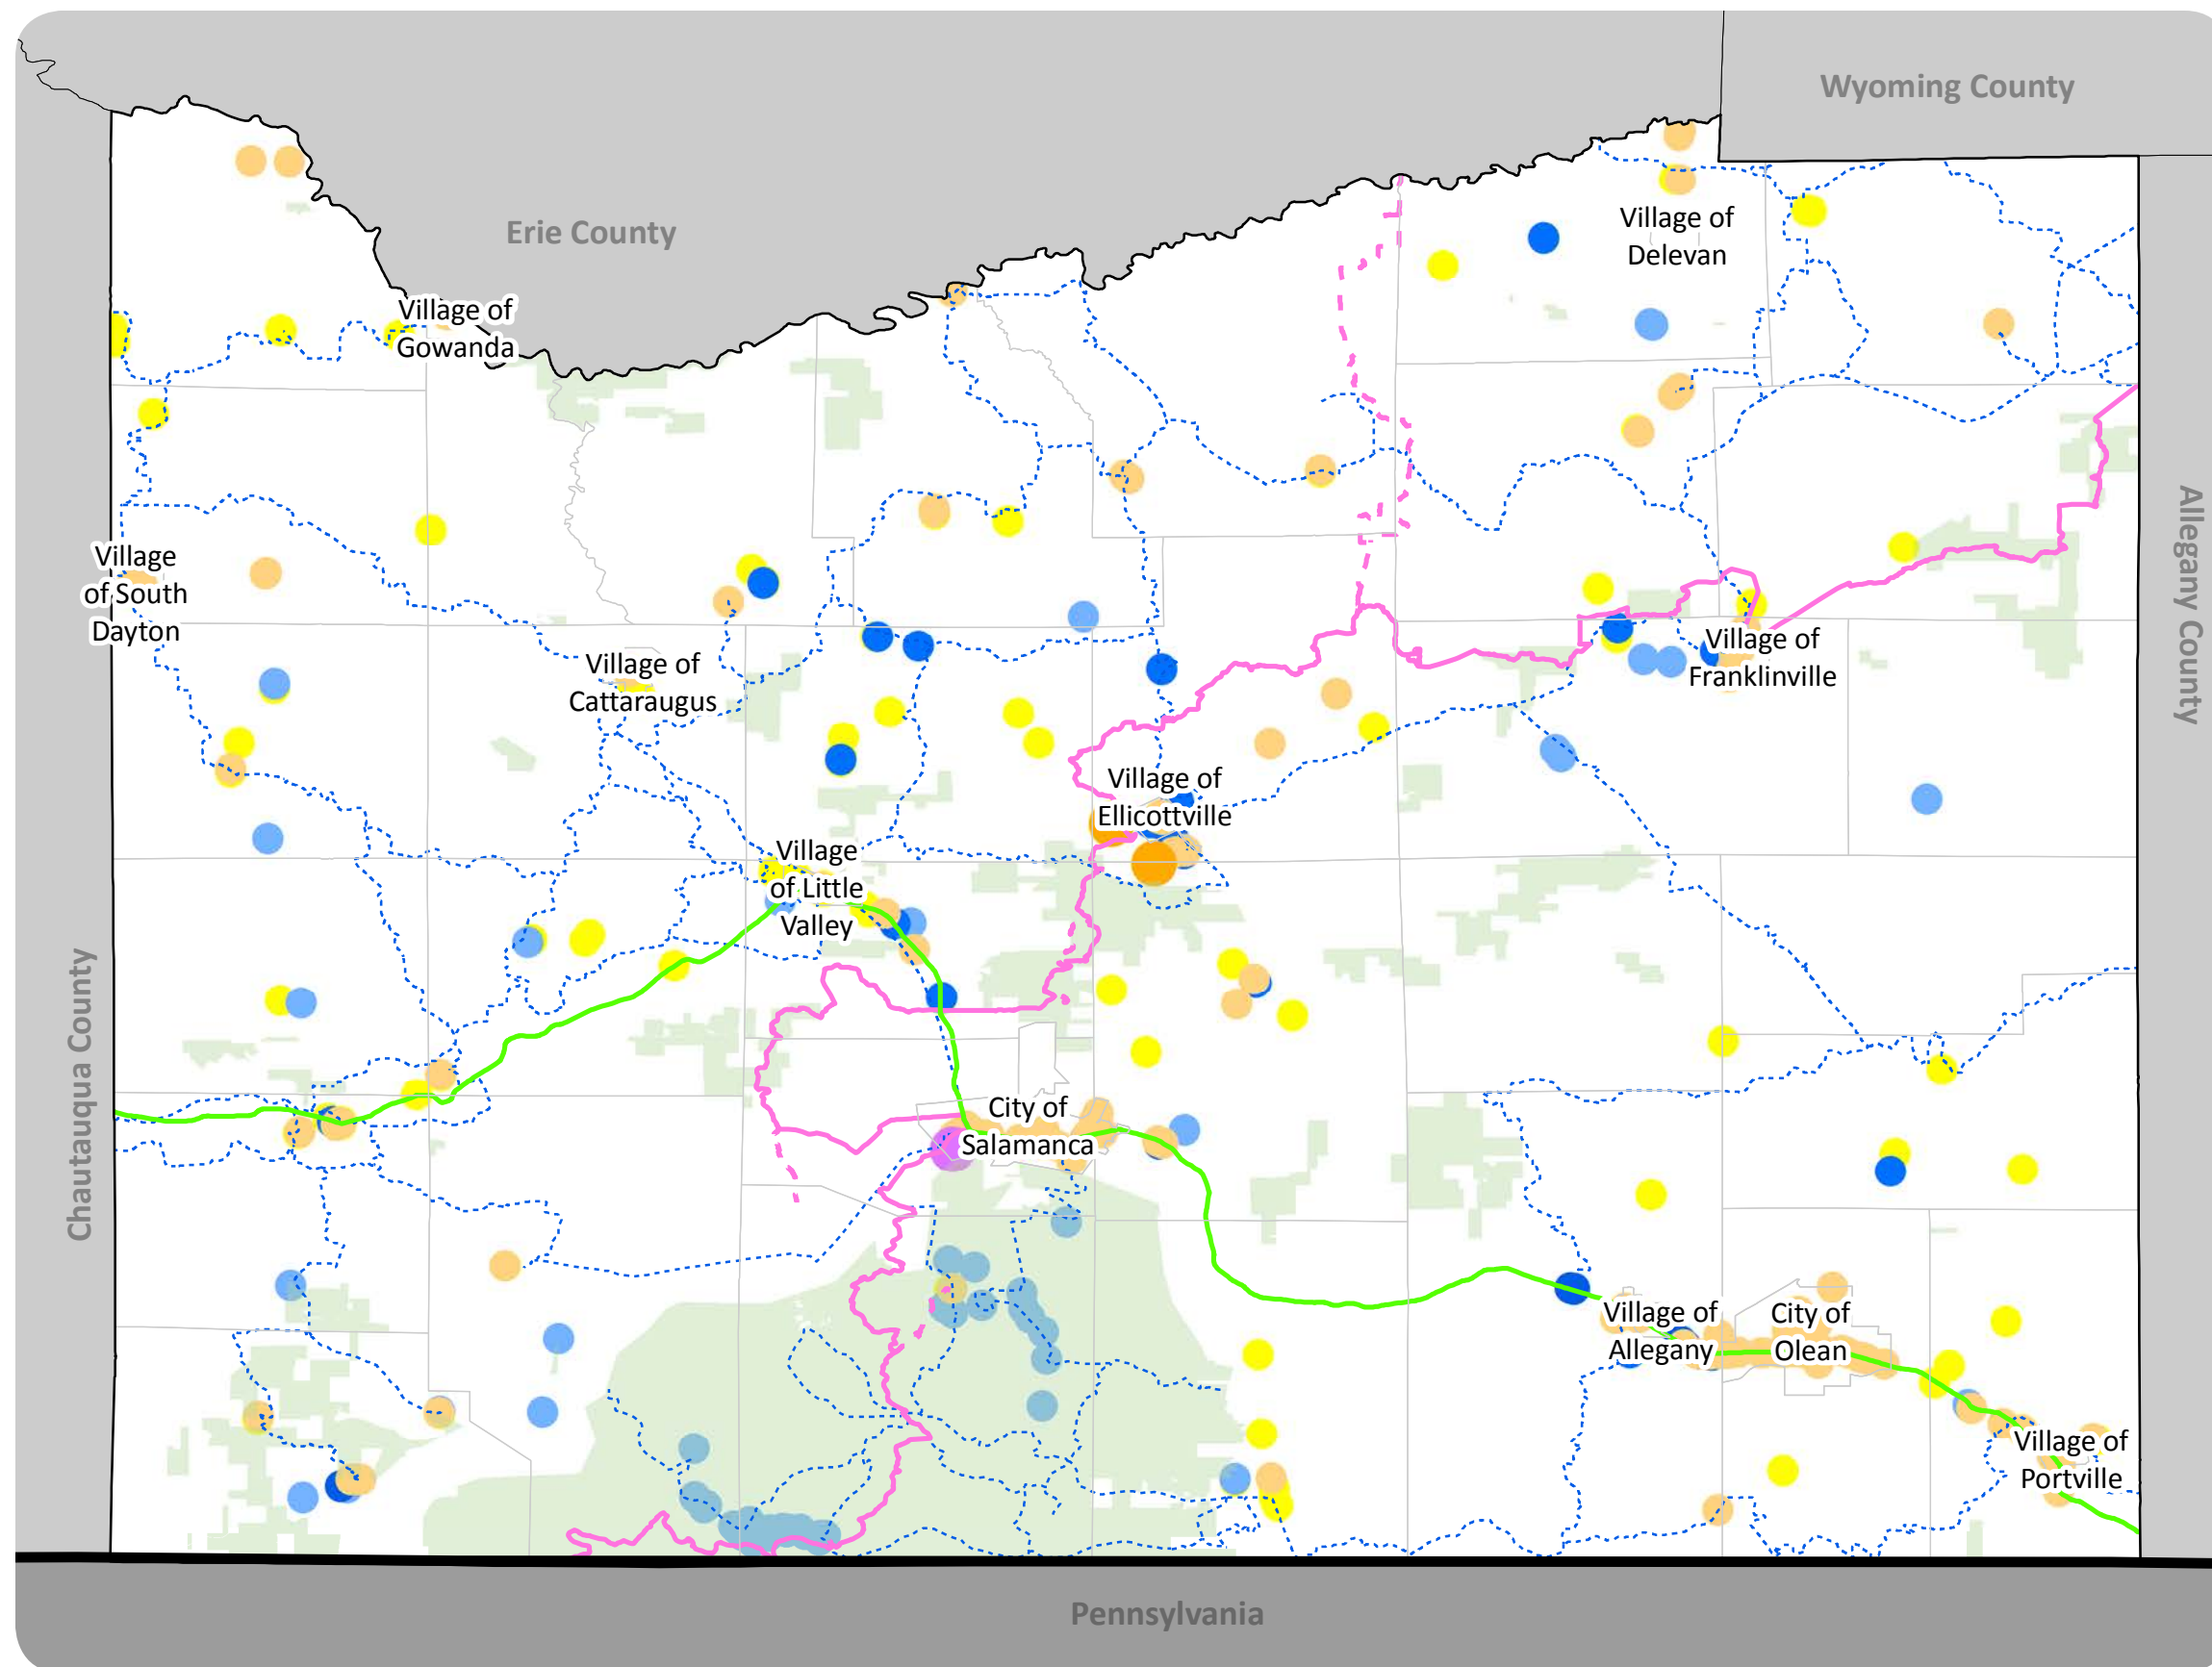 Wyoming County
Erie County
Village of
Delevan
Village of
Gowanda
Allegany County
Village
of South
Dayton
Village of
Cattaraugus
Village of
Franklinville
Village of
Ellicottville
Village
of Little
Valley
Chautauqua County
City of
Salamanca
Village of
Allegany
City of
Olean
Village of
Portville
Pennsylvania